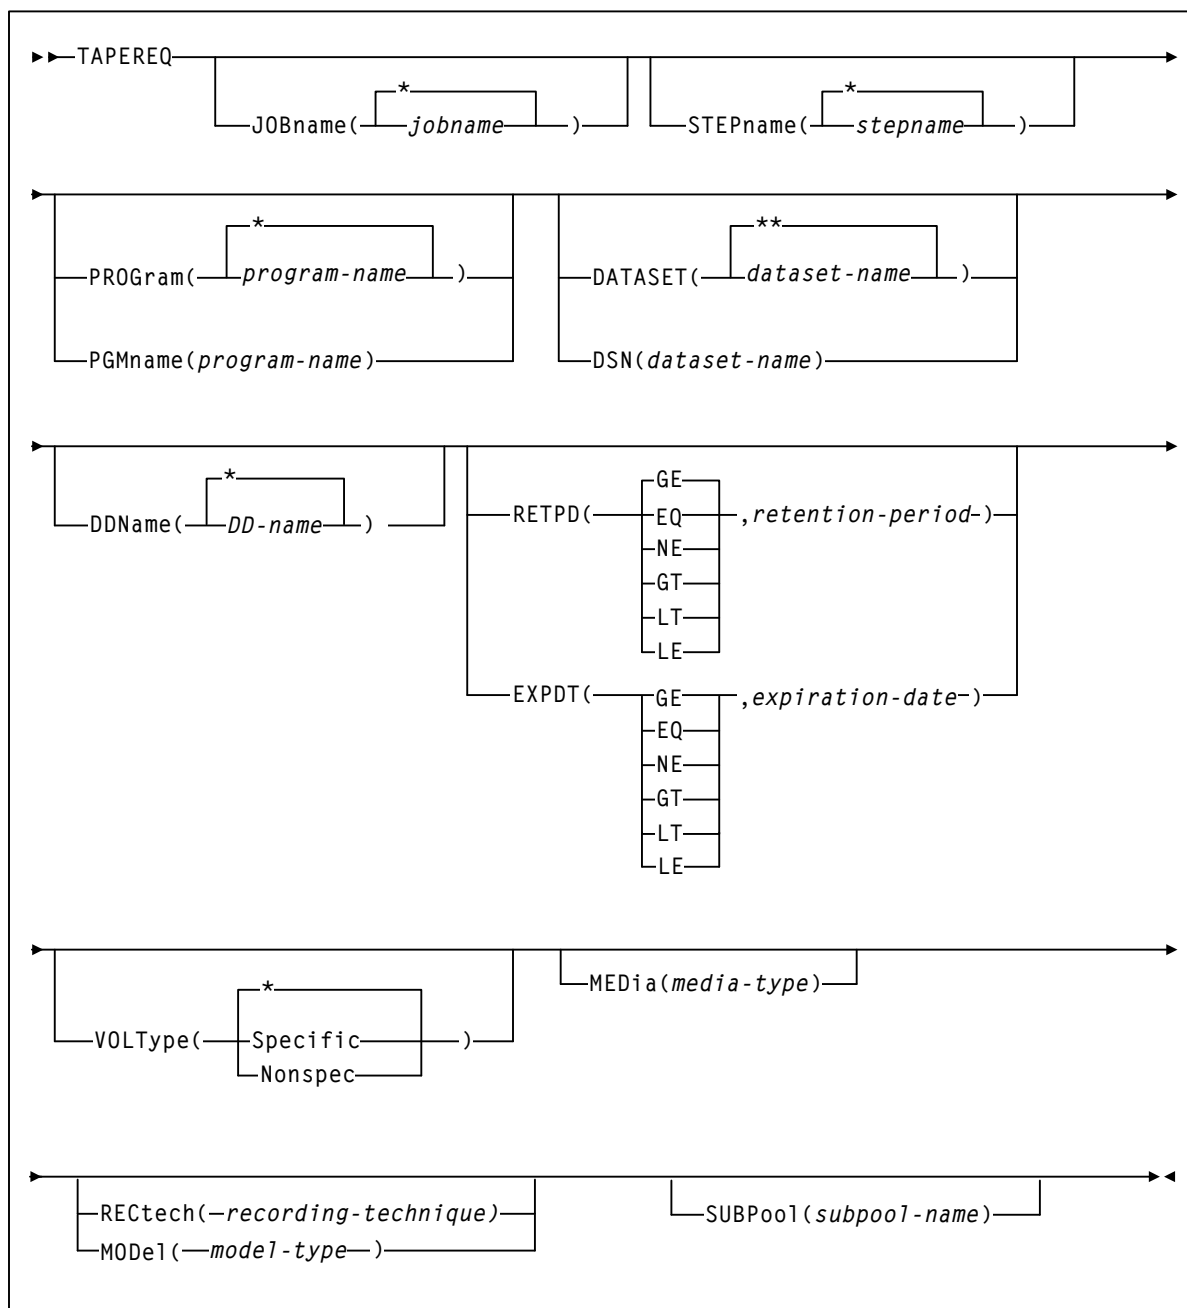 TAPEREQ
*
*
JOBname( jobname ) STEPname( stepname )
*
**
PROGram( program-name ) DATASET( dataset-name )
PGMname(program-name) DSN(dataset-name)
*
GE
DDName( DD-name ) RETPD( EQ ,retention-period )
NE
GT
LT
LE
EXPDT( GE ,expiration-date )
EQ
NE
GT
LT
LE
*
MEDia(media-type)
VOLType( Specific )
Nonspec
RECtech( recording-technique) SUBPool(subpool-name)
MODel( model-type )